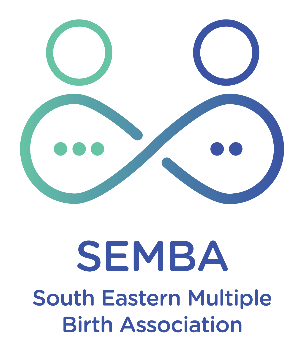 SEMBA
South Eastern Multiple
Birth Association